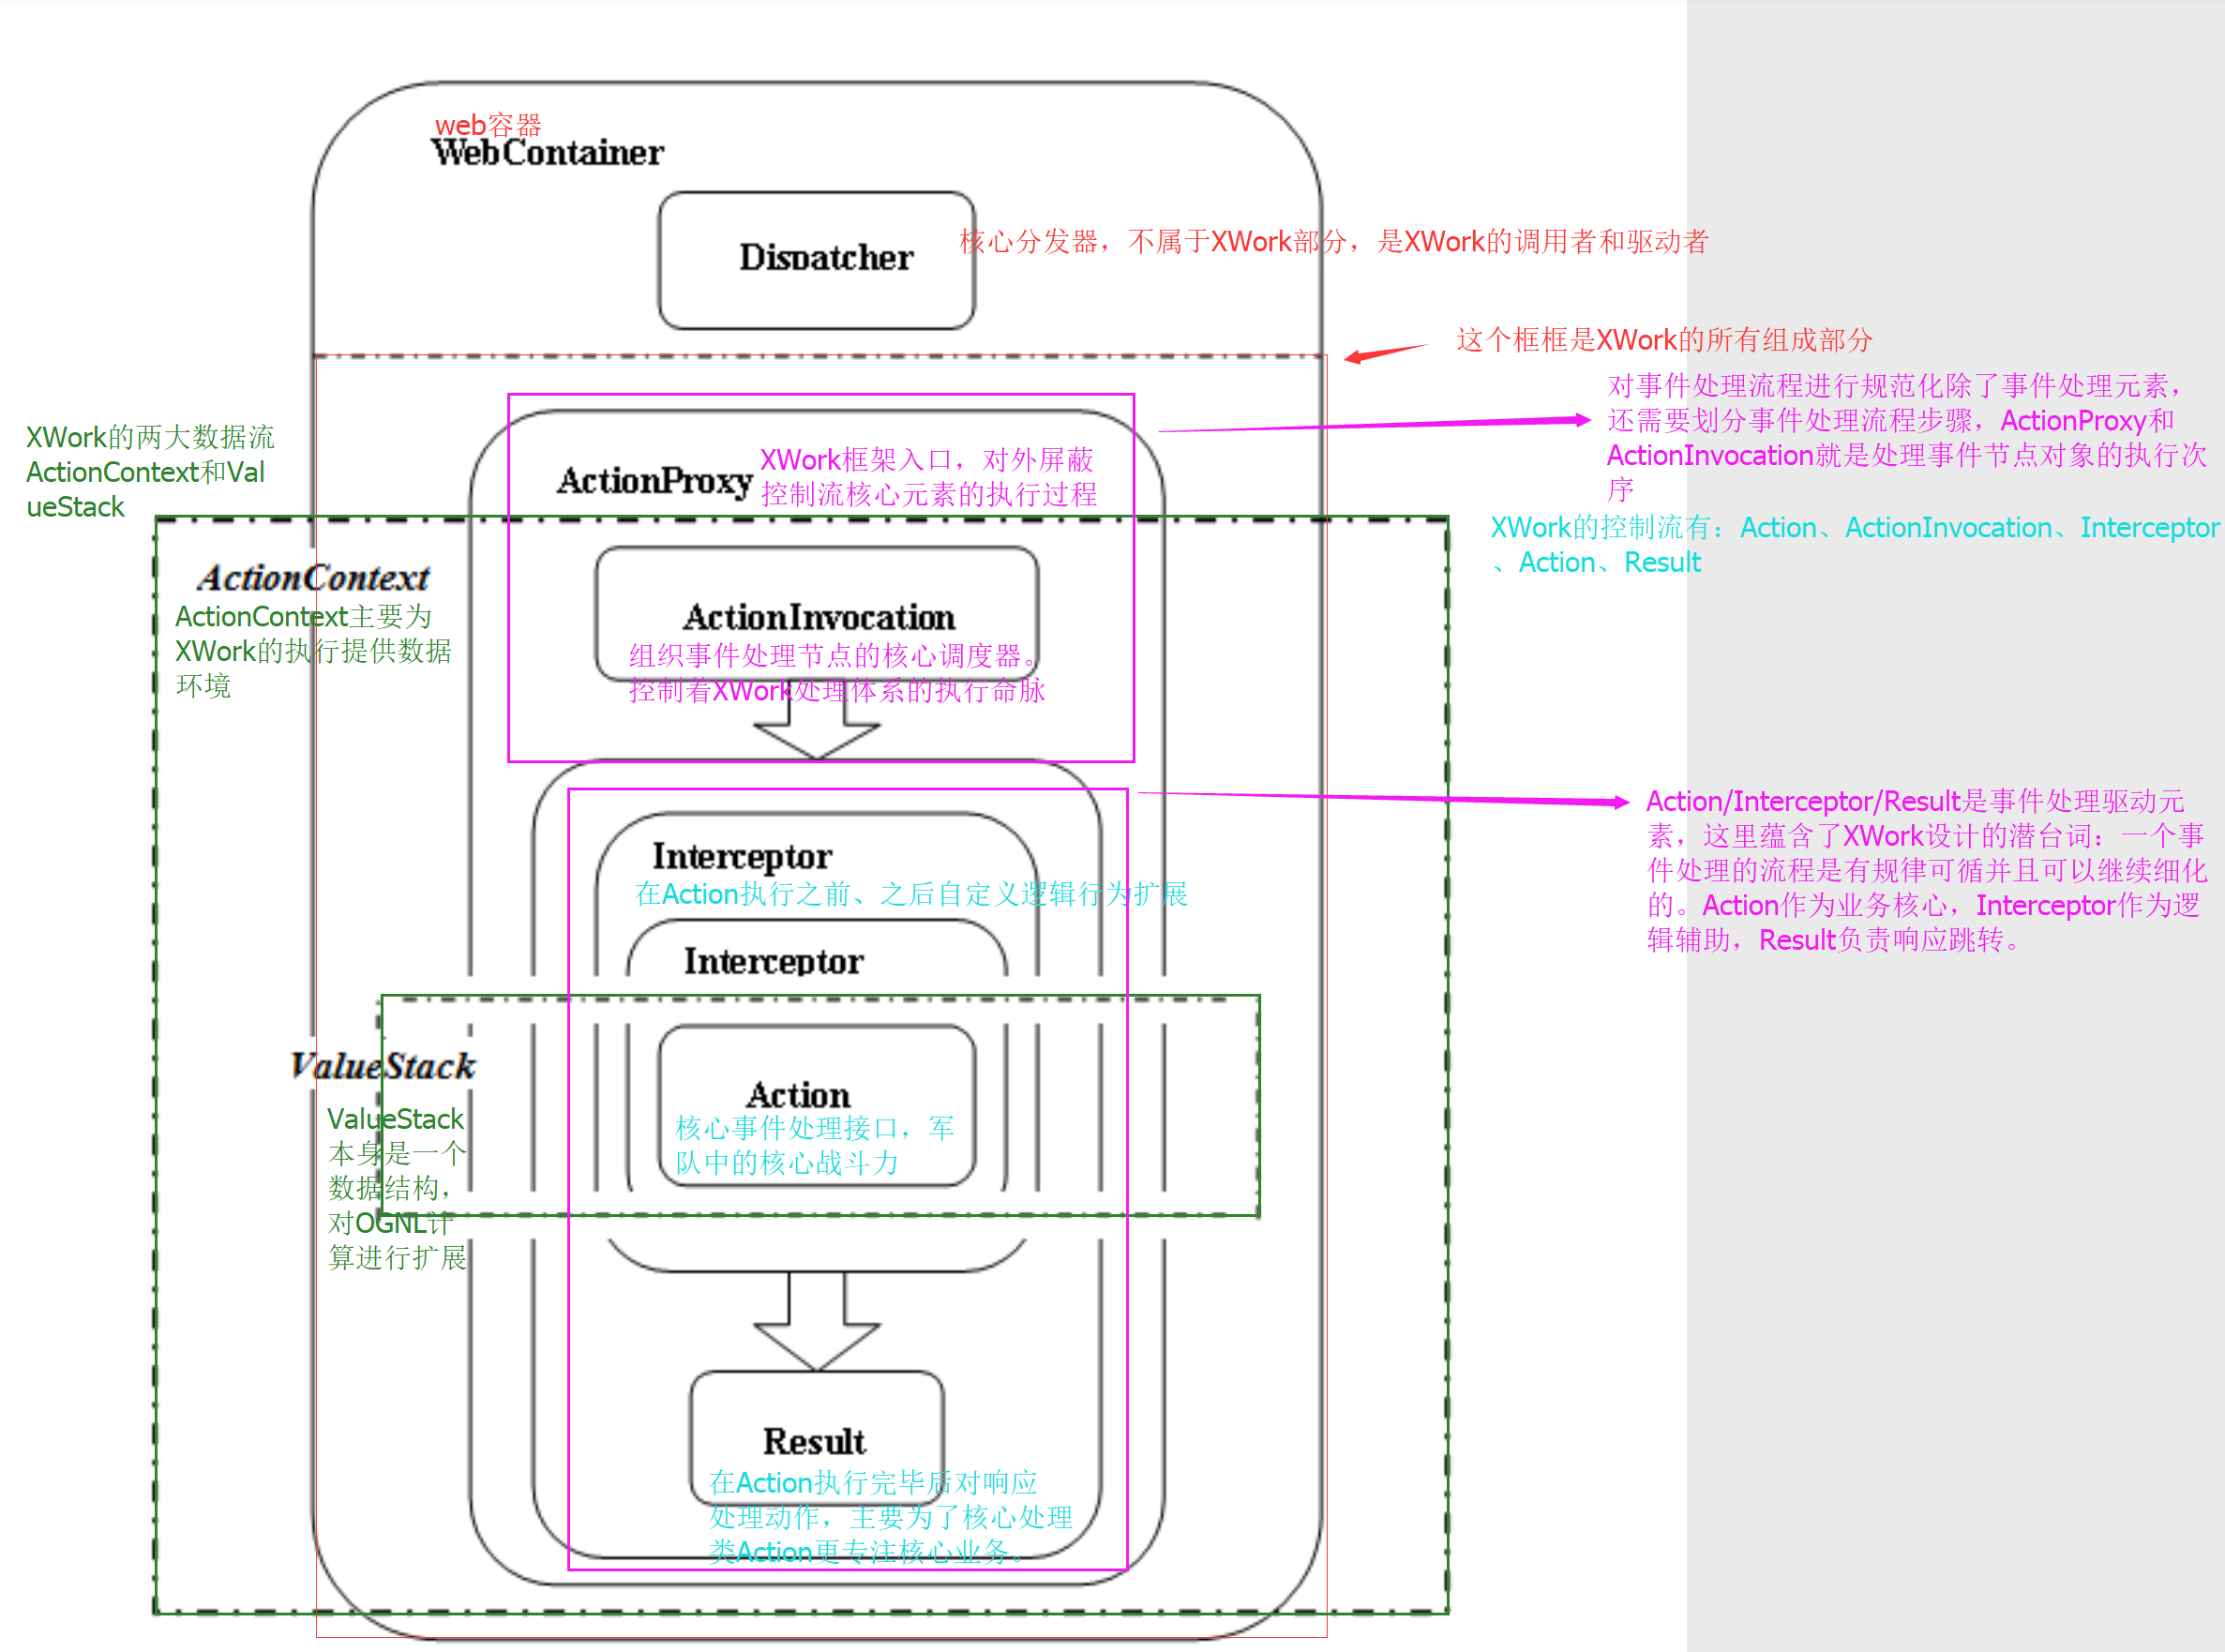 web容器
WebContainer
Dispatcher
核心分发器，不属于XWork部分，是XWork的调用者和驱动者
这个框框是XWork的所有组成部分
对事件处理流程进行规范化除了事件处理元素，
还需要划分事件处理流程步骤，ActionProxy和
ActionInvocation就是处理事件节点对象的执行次
序
XWork的两大数据流
ActionContext和Val
ueStack
ActionProxy
XWork框架入口，对外屏蔽
控制流核心元素的执行过程
XWork的控制流有：Action、ActionInvocation、Interceptor
、Action、Result
ActionContext
ActionContext主要为
XWork的执行提供数据
环境
ActionInvocation
组织事件处理节点的核心调度器。
控制着XWork处理体系的执行命脉
Action/Interceptor/Result是事件处理驱动元
素，这里蕴含了XWork设计的潜台词：一个事
件处理的流程是有规律可循并且可以继续细化
的。Action作为业务核心，Interceptor作为逻
辑辅助，Result负责响应跳转。
Interceptor
在Action执行之前、之后自定义逻辑行为扩展
Interceptor
ValueStack
ValueStack
本身是一个
数据结构，
对OGNL计
算进行扩展
Action
核心事件处理接口，军
队中的核心战斗力
Result
在Action执行完毕后对响应
处理动作，主要为了核心处理
类Action更专注核心业务。